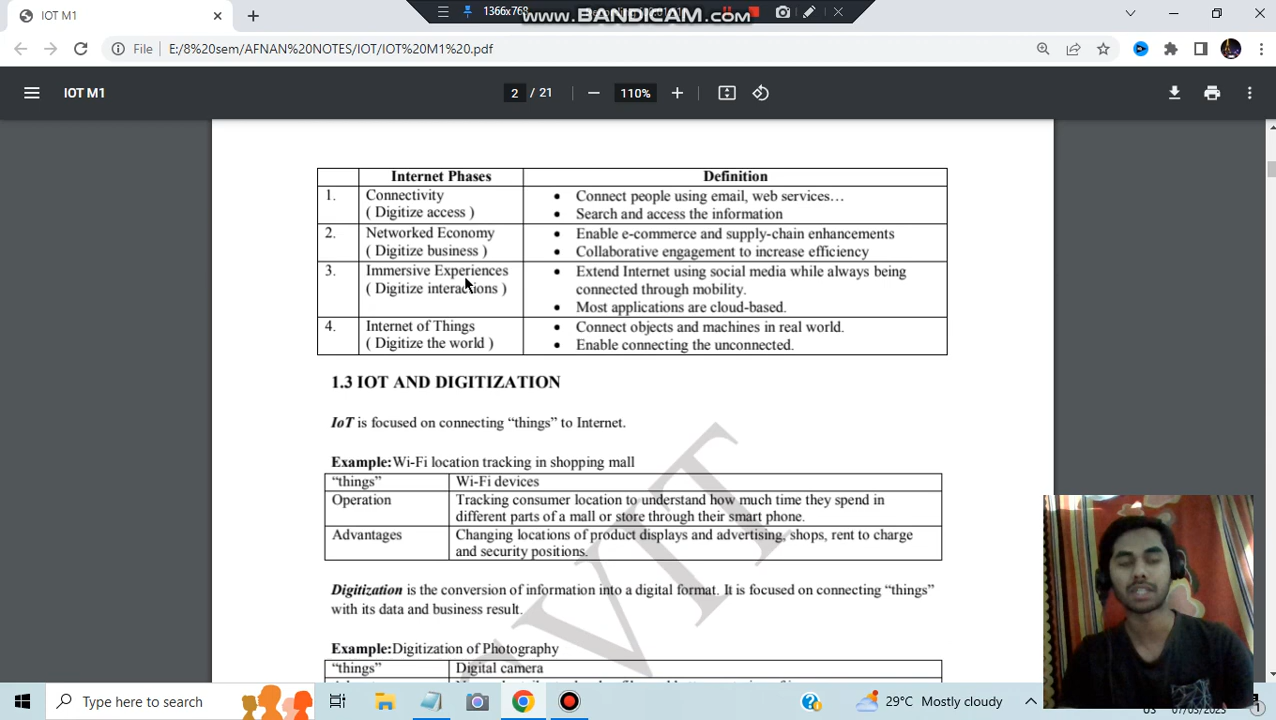 IOT M1
1366x768
www.BANDICAM.com
File
E:/8%20sem/AFNAN%20NOTES/IOT/IOT%20M1%20.pdf
IOT M1
2 / 21
110%
Internet Phases
Definition
1.
Connectivity
( Digitize access )
• Connect people using email, web services…
• Search and access the information
2.
Networked Economy
( Digitize business )
• Enable e-commerce and supply-chain enhancements
• Collaborative engagement to increase efficiency
3.
Immersive Experiences
( Digitize interactions )
• Extend Internet using social media while always being
connected through mobility.
• Most applications are cloud-based.
4.
Internet of Things
( Digitize the world )
• Connect objects and machines in real world.
• Enable connecting the unconnected.
1.3 IOT AND DIGITIZATION
IoT is focused on connecting “things” to Internet.
Example:Wi-Fi location tracking in shopping mall
“things”
Wi-Fi devices
Operation
Tracking consumer location to understand how much time they spend in
different parts of a mall or store through their smart phone.
Advantages
Changing locations of product displays and advertising, shops, rent to charge
and security positions.
Digitization is the conversion of information into a digital format. It is focused on connecting “things”
with its data and business result.
Example:Digitization of Photography
“things”
Digital camera
VIT
Type here to search
29°C Mostly cloudy